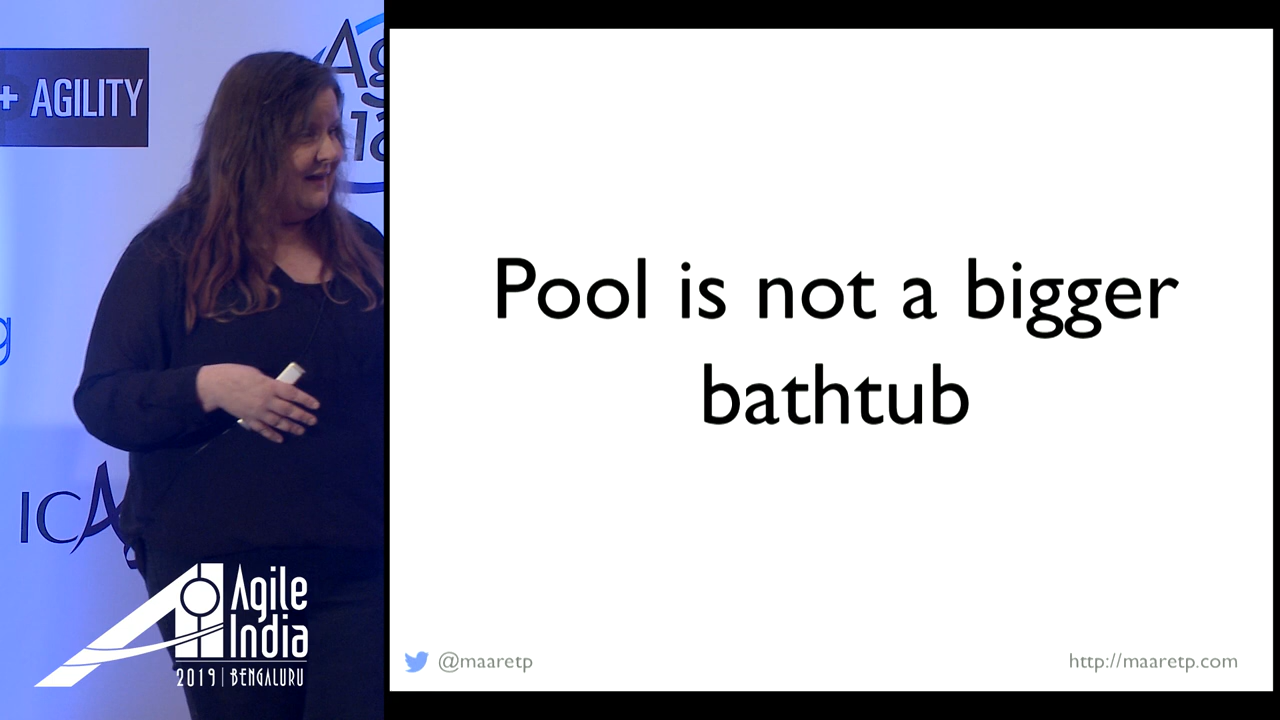 + AGILITY
Pool is not a bigger
bathtub
Agile
India
2019 | BENGALURU
@maaretp
http://maaretp.com